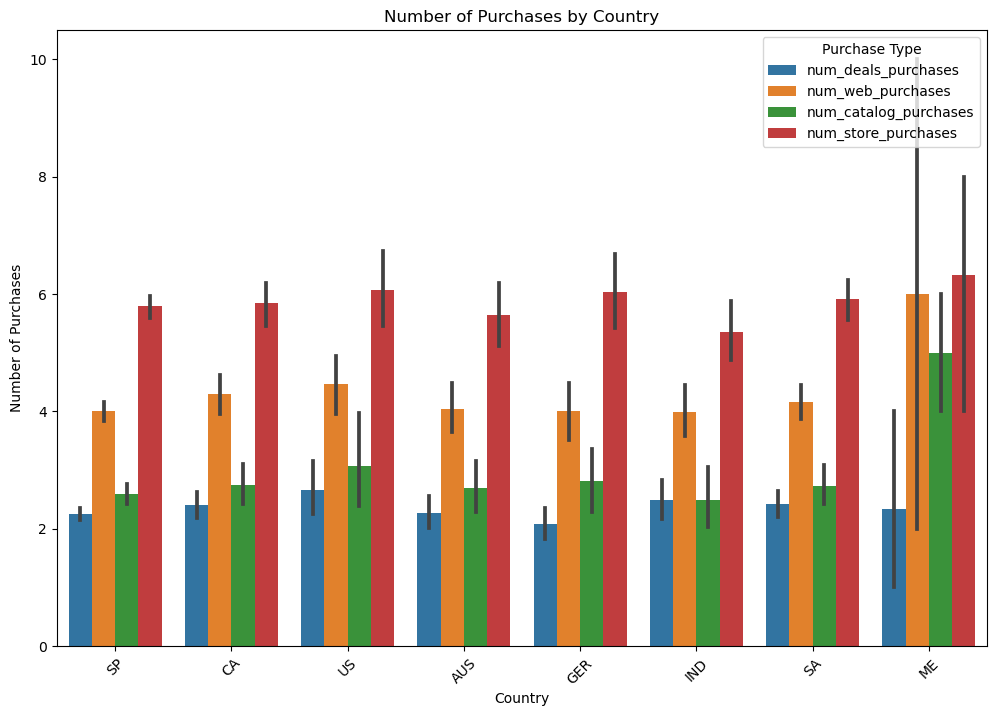 Number of Purchases by Country
Purchase Type
num_deals_purchases
num_web_purchases
num_catalog_purchases
num_store_purchases
Number of Purchases
10
8
6
4
2
0
SP
CA
US
AUS
GER
IND
SA
ME
Country